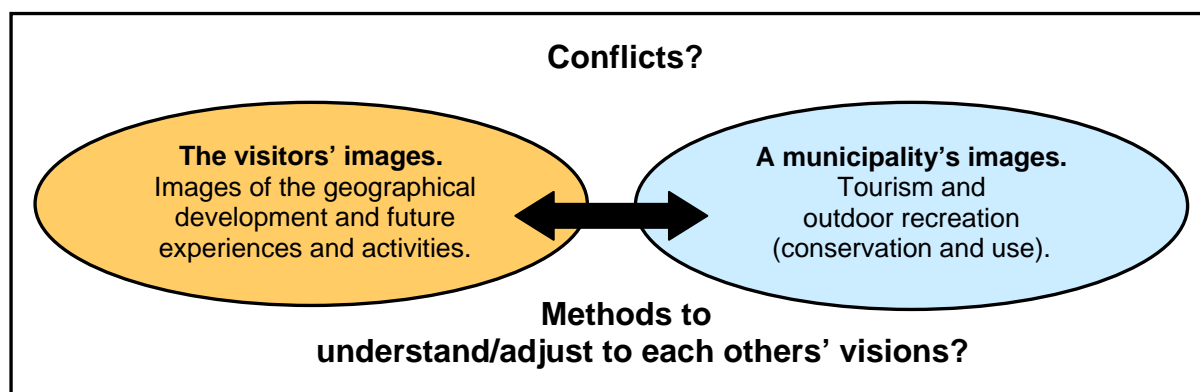 Conflicts?
The visitors' images.
Images of the geographical
development and future
experiences and activities.
A municipality's images.
Tourism and
outdoor recreation
(conservation and use).
Methods to
understand/adjust to each others' visions?